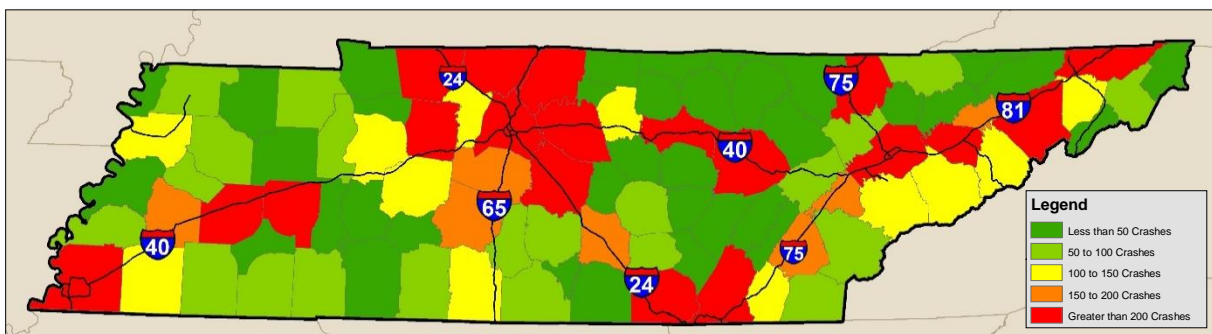 24
75
81
40
65
40
75
24
Legend
Less than 50 Crashes
50 to 100 Crashes
100 to 150 Crashes
150 to 200 Crashes
Greater than 200 Crashes